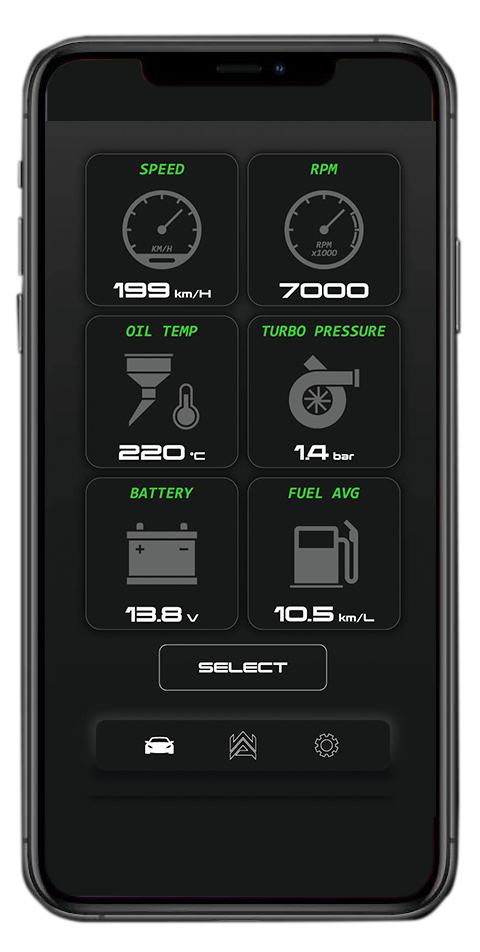 SPEED
RPM
KM/H
RPM
x1000
199 km/H
7000
OIL TEMP
TURBO PRESSURE
220 °C
1.4 bar
BATTERY
FUEL AVG
+ -
13.8 V
10.5 km/L
SELECT